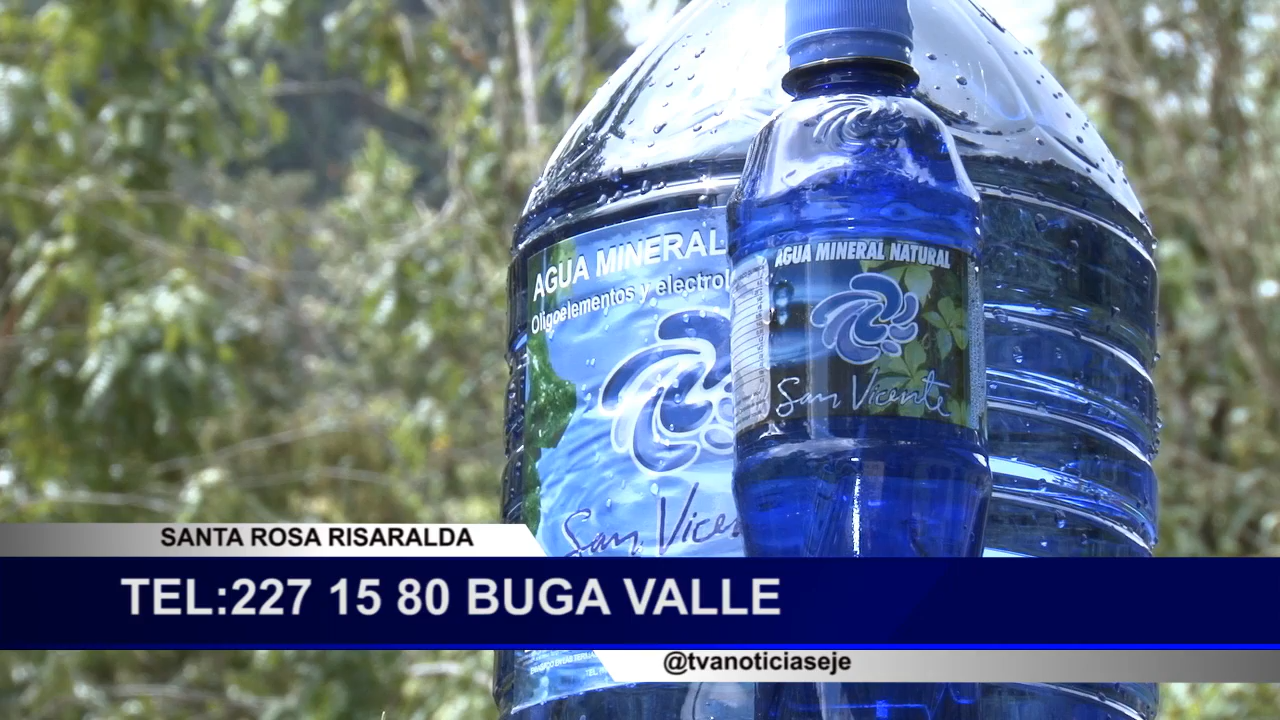 AGUA MINERAL
Oligoelementos y electrol
San Vicen
AGUA MINERAL NATURAL
San Vicente
SANTA ROSA RISARALDA
TEL:227 15 80 BUGA VALLE
@tvanoticiaseje